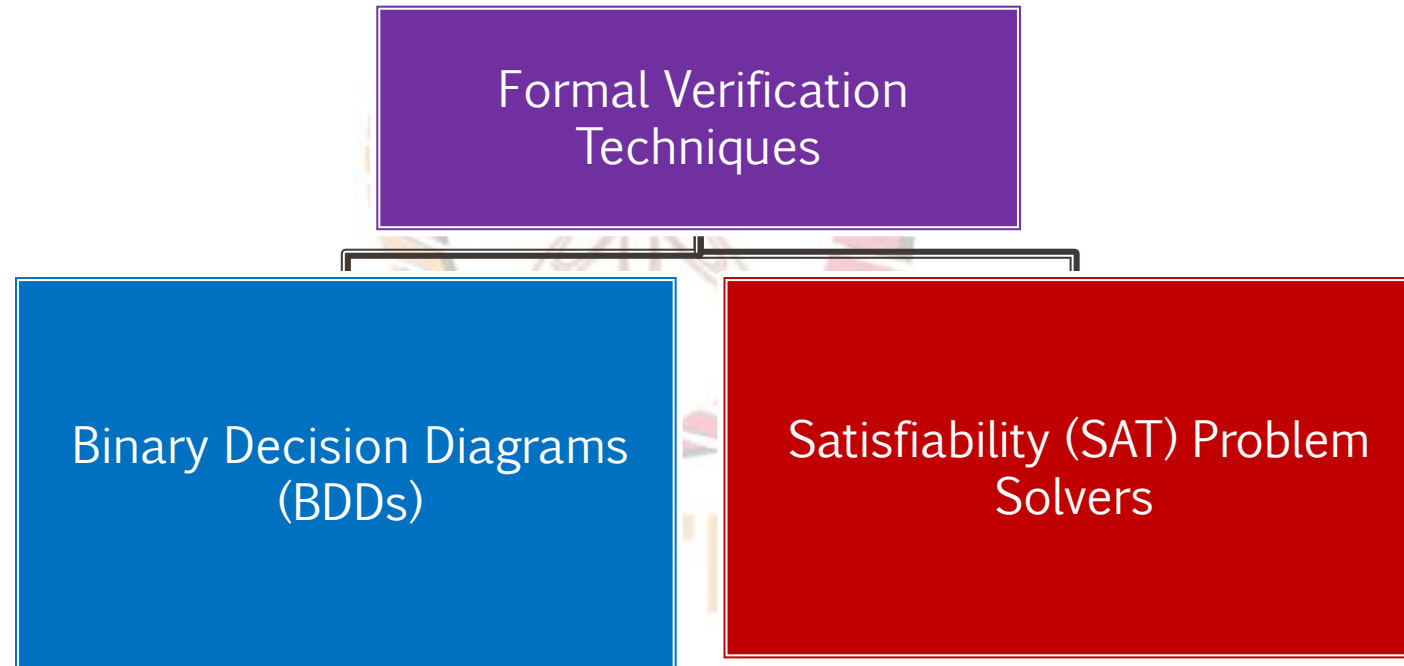 Formal Verification
Techniques
Binary Decision Diagrams
(BDDs)
Satisfiability (SAT) Problem
Solvers